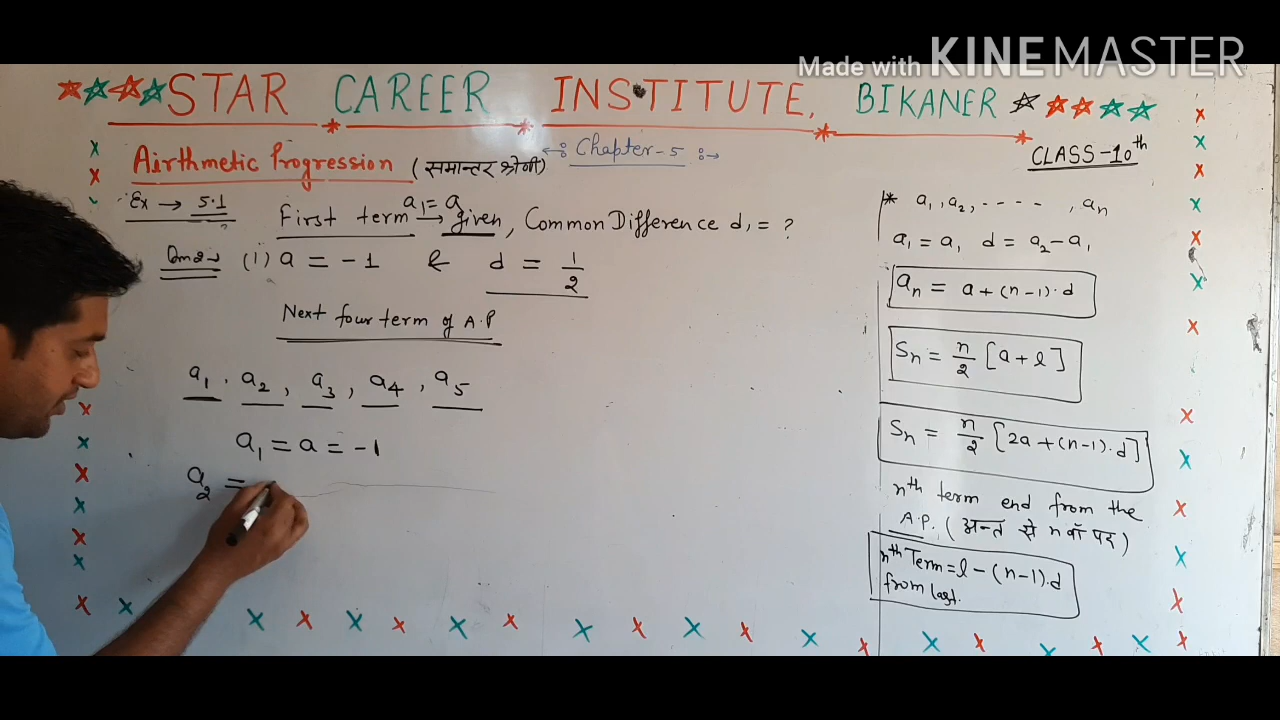 Made with KINEMASTER
STAR CAREER INSTITUTE, BIKANER
←: Chapter-5 :→
Airthmetic Progression (समान्तर श्रेणी)
CLASS-10th
Ex → 5.1
a₁ = a
First term → given, Common Difference d, = ?
(i) a = -1 & d = 1/2
Next four term of A.P
a₁, a₂, a₃, a₄, a₅
a₁ = a = -1
a₂ =
* a₁, a₂, - - - - , aₙ
a₁ = a, d = a₂ - a₁
aₙ = a + (n-1)·d
Sₙ = n/2 [a + l]
Sₙ = n/2 [2a + (n-1)·d]
nth term end from the
A.P. (अन्त से n वाँ पद)
nth Term = l - (n-1)·d
from last.